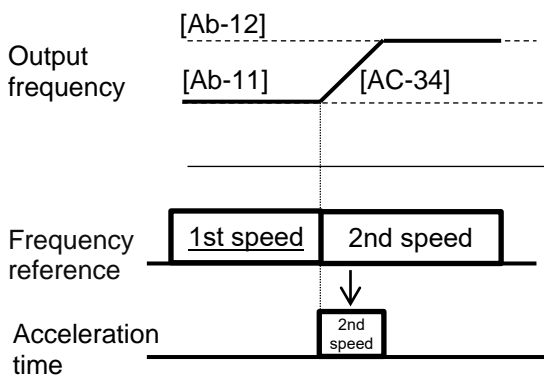 [Ab-12]
Output
frequency
[Ab-11]
[AC-34]
Frequency
reference
1st speed
2nd speed
Acceleration
time
2nd
speed